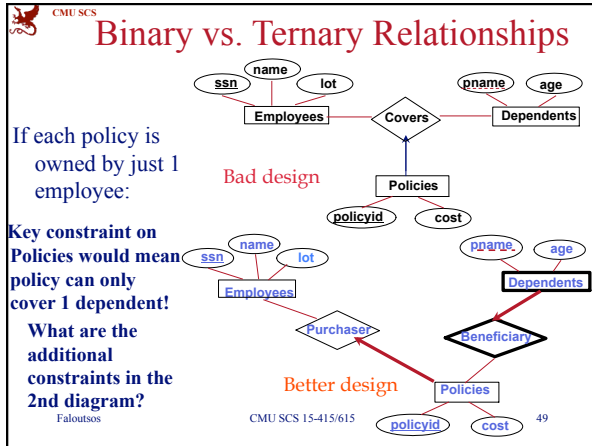 CMU SCS
Binary vs. Ternary Relationships
name
ssn
lot
pname
age
Employees
Covers
Dependents
If each policy is
owned by just 1
employee:
Bad design
Policies
policyid
cost
Key constraint on
Policies would mean
policy can only
cover 1 dependent!
name
ssn
lot
pname
age
Employees
Dependents
What are the
additional
constraints in the
2nd diagram?
Purchaser
Beneficiary
Better design
Policies
policyid
cost
Faloutsos
CMU SCS 15-415/615
49